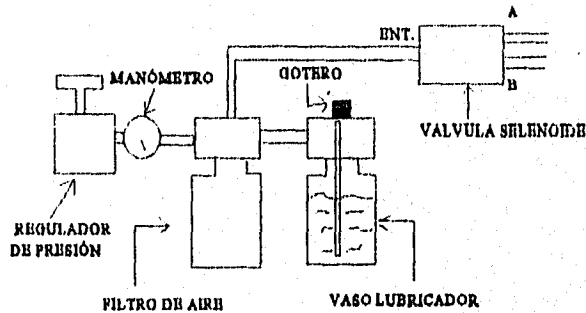 A
ENT.
GOTERO
MANÓMETRO
B
VALVULA SELENOIDE
REGULADOR
DE PRESIÓN
FILTRO DE AIRE
VASO LUBRICADOR